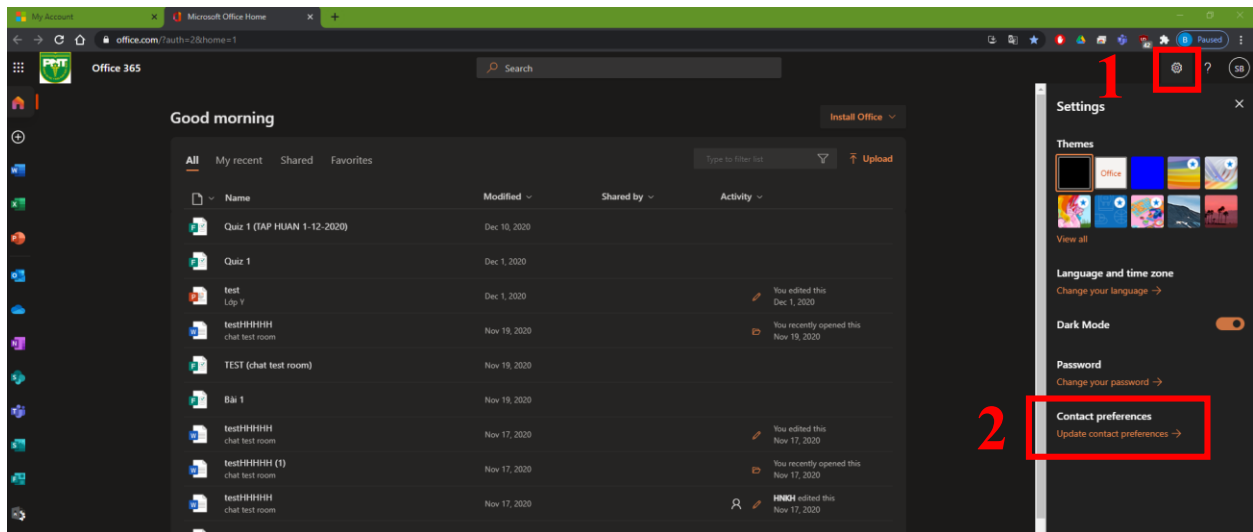 My Account
Microsoft Office Home
office.com/?auth=2&home=1
B Paused
PMT
Office 365
Search
?
SB
1
Good morning
Install Office
All My recent Shared Favorites
Type to filter list
Upload
Name Modified Shared by Activity
Quiz 1 (TAP HUAN 1-12-2020) Dec 10, 2020
Quiz 1 Dec 1, 2020
test Dec 1, 2020 You edited this
Lớp Y Dec 1, 2020
testHHHHH Nov 19, 2020 You recently opened this
chat test room Nov 19, 2020
TEST (chat test room) Nov 19, 2020
Bài 1 Nov 19, 2020
testHHHHH Nov 17, 2020 You edited this
chat test room Nov 17, 2020
testHHHHH (1) Nov 17, 2020 You recently opened this
chat test room Nov 17, 2020
testHHHHH Nov 17, 2020 HNKH edited this
chat test room Nov 17, 2020
Settings
Themes
Office
View all
Language and time zone
Change your language →
Dark Mode
Password
Change your password →
2
Contact preferences
Update contact preferences →